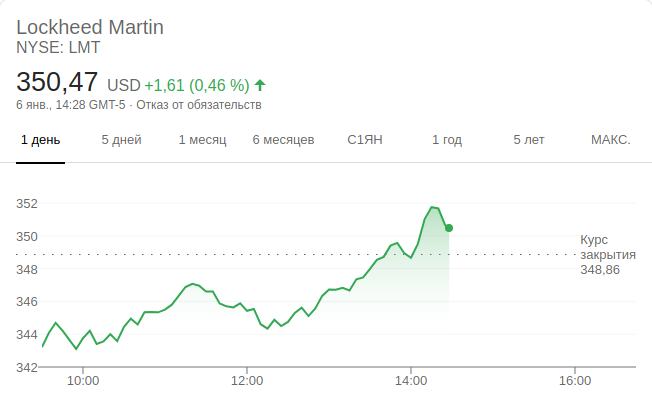 Lockheed Martin
NYSE: LMT
350,47 USD +1,61 (0,46 %)
6 янв., 14:28 GMT-5 · Отказ от обязательств
1 день 5 дней 1 месяц 6 месяцев С1ЯН 1 год 5 лет МАКС.
352
350
Курс
закрытия
348,86
348
346
344
342
10:00 12:00 14:00 16:00